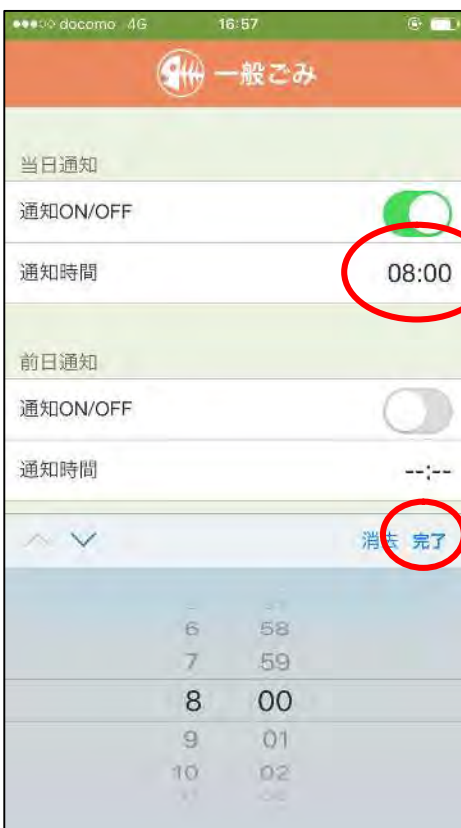 docomo 4G 16:57
一般ごみ
当日通知
通知ON/OFF
通知時間 08:00
前日通知
通知ON/OFF
通知時間 --:--
消去 完了
6 58
7 59
8 00
9 01
10 02